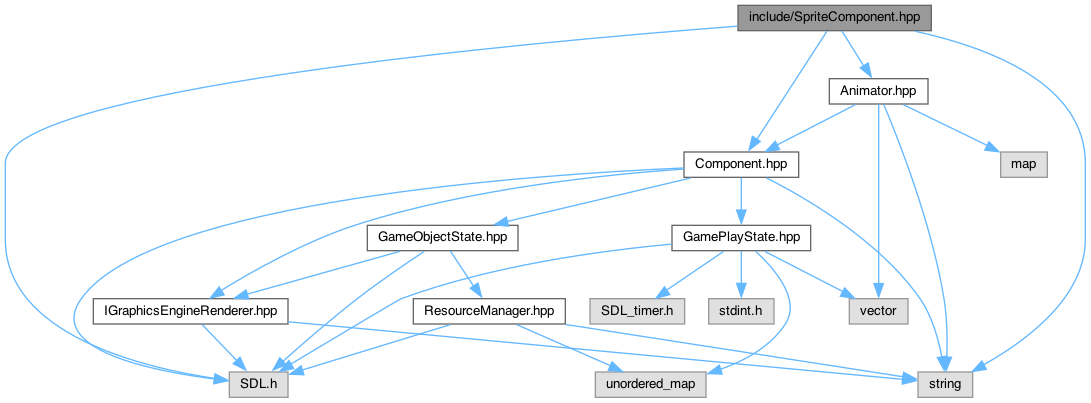 include/SpriteComponent.hpp
Animator.hpp
Component.hpp
map
GameObjectState.hpp
GamePlayState.hpp
IGraphicsEngineRenderer.hpp
ResourceManager.hpp
SDL_timer.h
stdint.h
vector
SDL.h
unordered_map
string